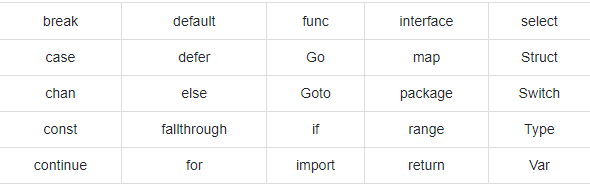 break default func interface select
case defer Go map Struct
chan else Goto package Switch
const fallthrough if range Type
continue for import return Var